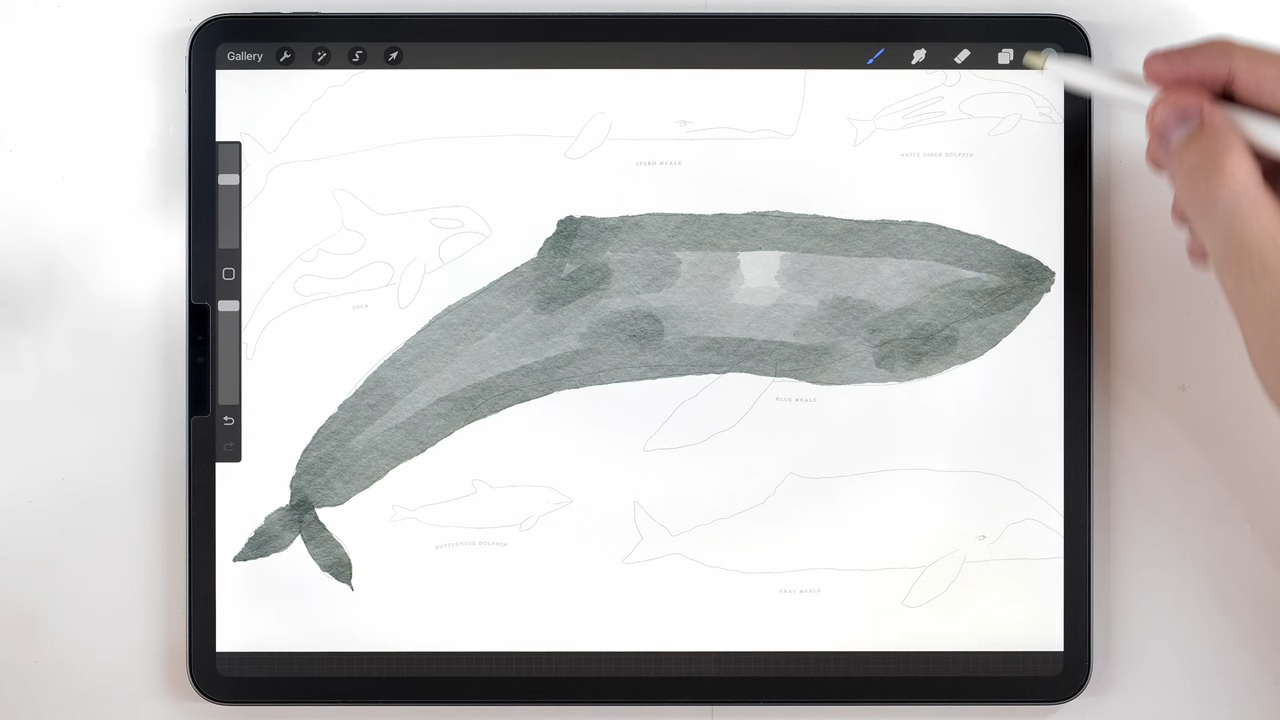 Gallery
SPERM WHALE
WHITE SIDED DOLPHIN
ORCA
BLUE WHALE
BOTTLENOSE DOLPHIN
GRAY WHALE